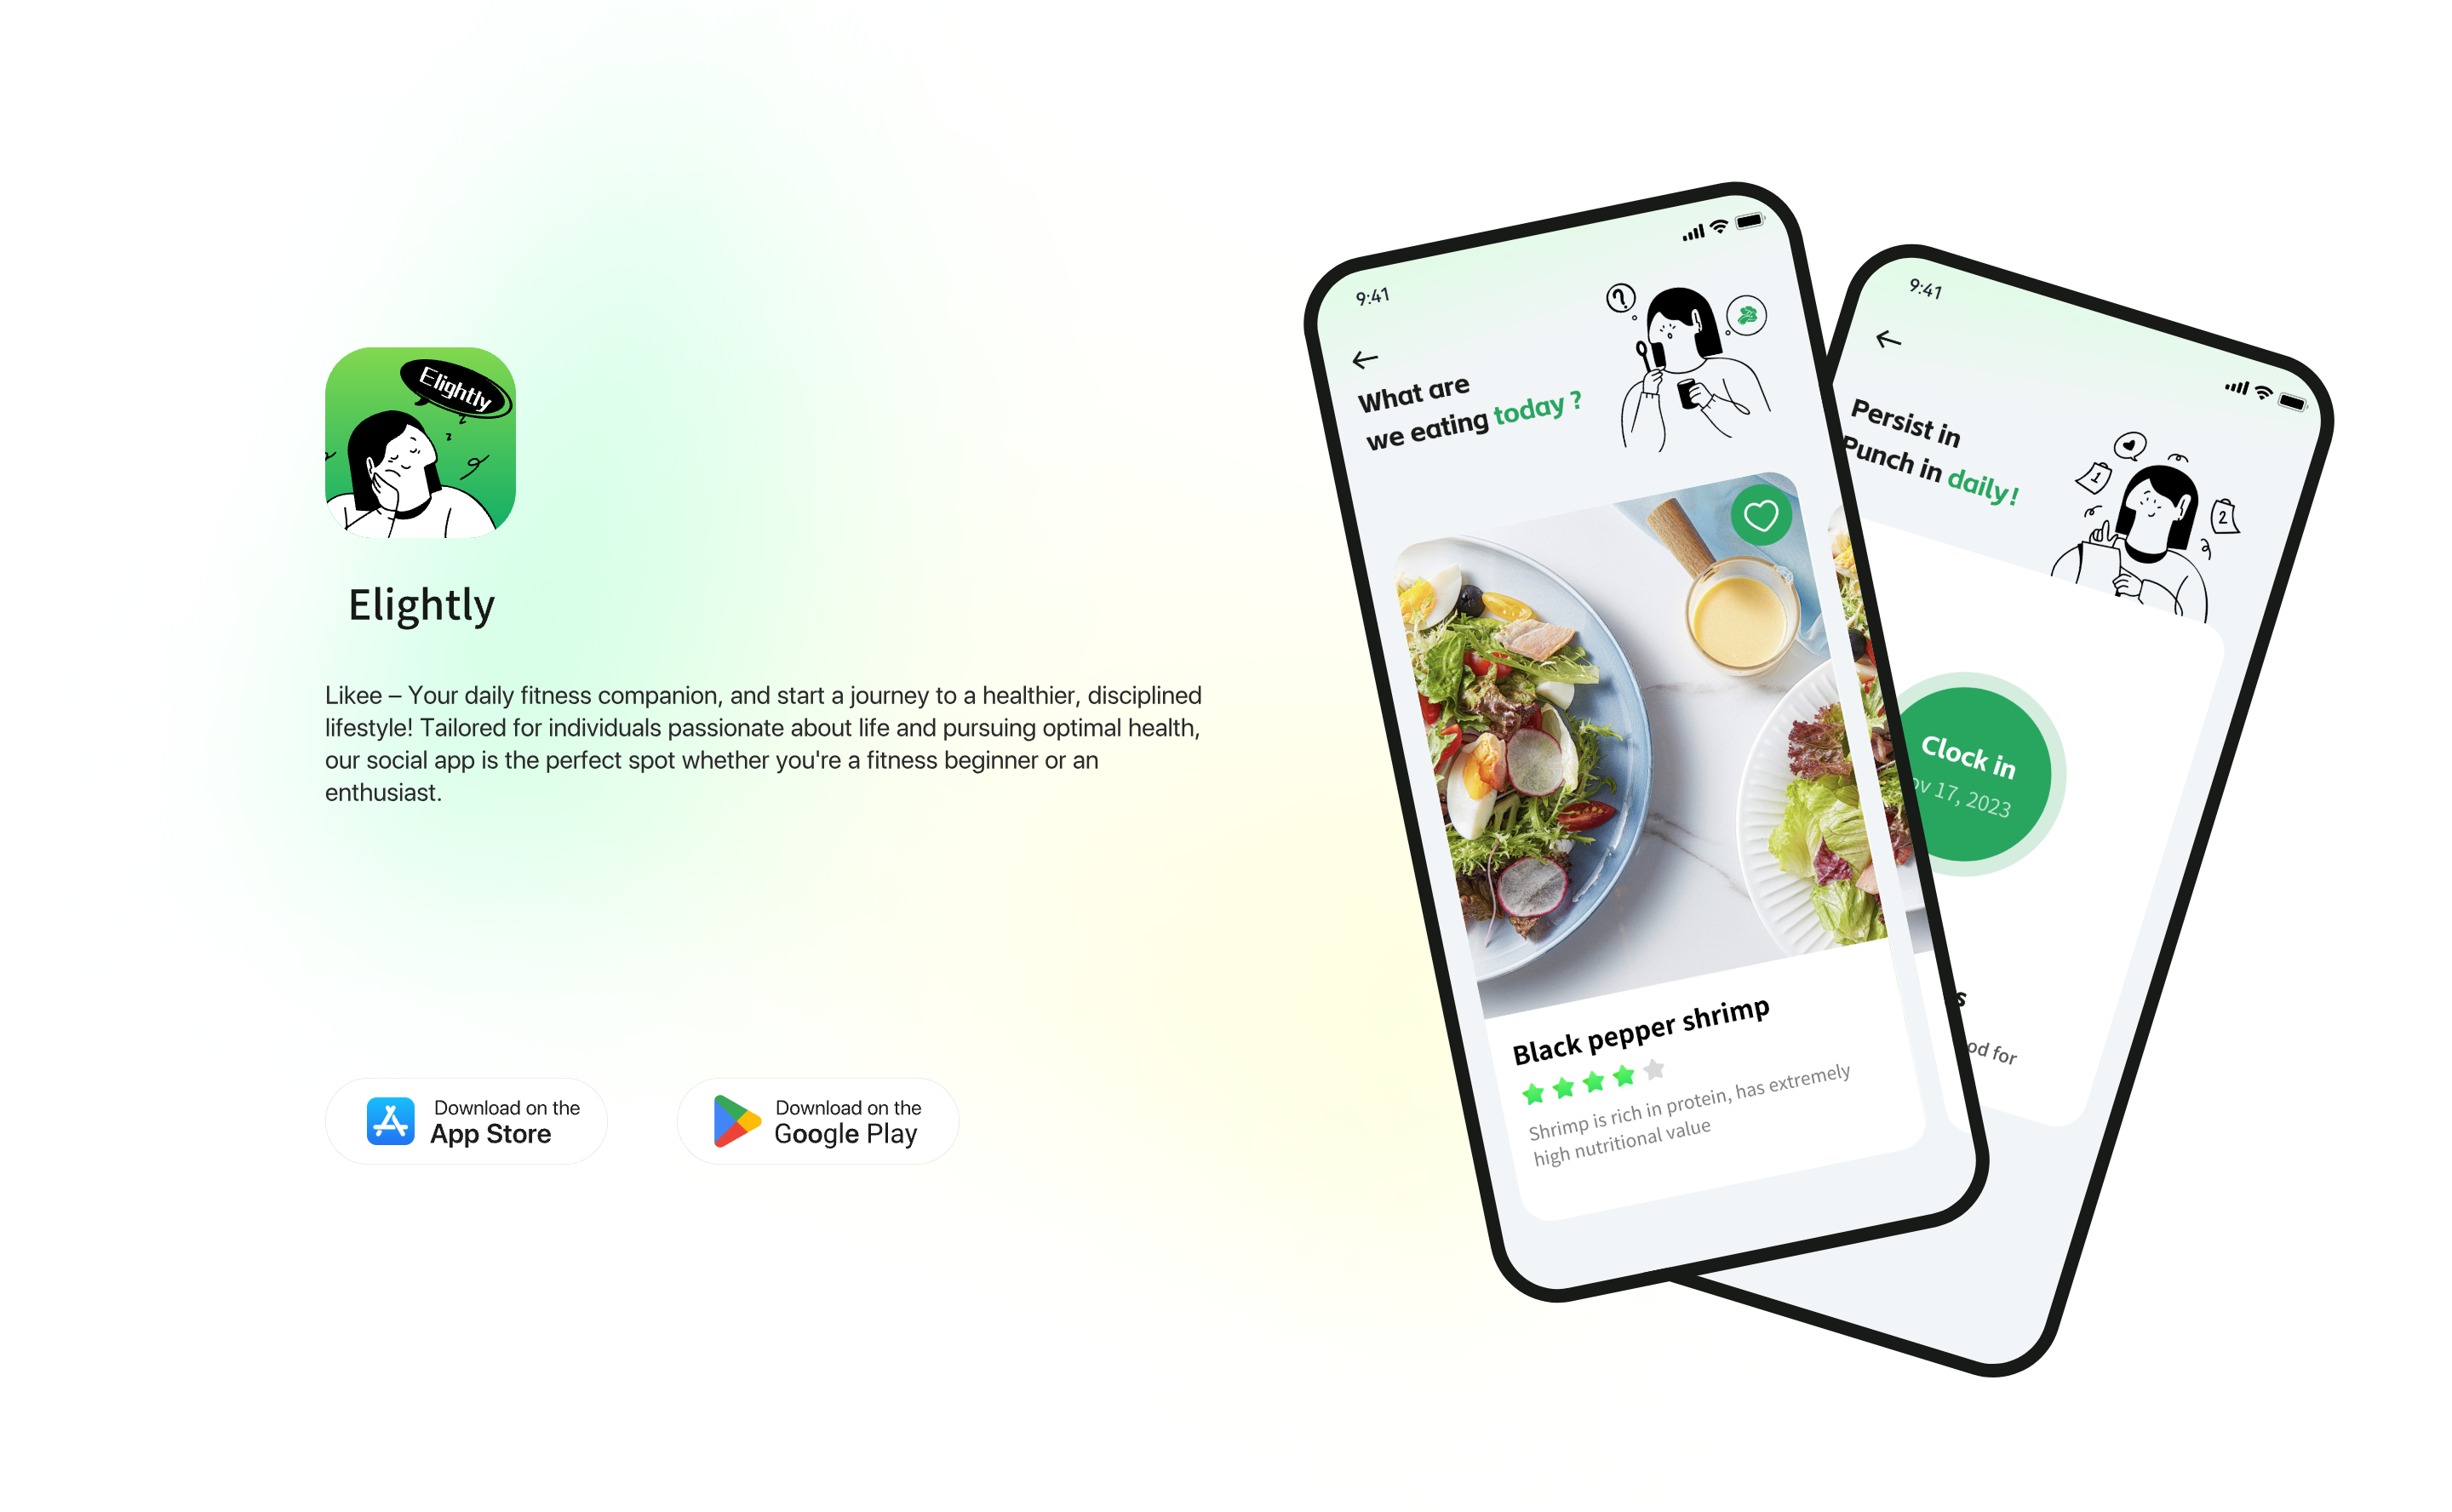 Elightly
Elightly
Likee – Your daily fitness companion, and start a journey to a healthier, disciplined
lifestyle! Tailored for individuals passionate about life and pursuing optimal health,
our social app is the perfect spot whether you're a fitness beginner or an
enthusiast.
Download on the
App Store
Download on the
Google Play
9:41
What are
we eating today ?
Black pepper shrimp
Shrimp is rich in protein, has extremely
high nutritional value
9:41
Persist in
Punch in daily!
1
2
Clock in
17, 2023
for